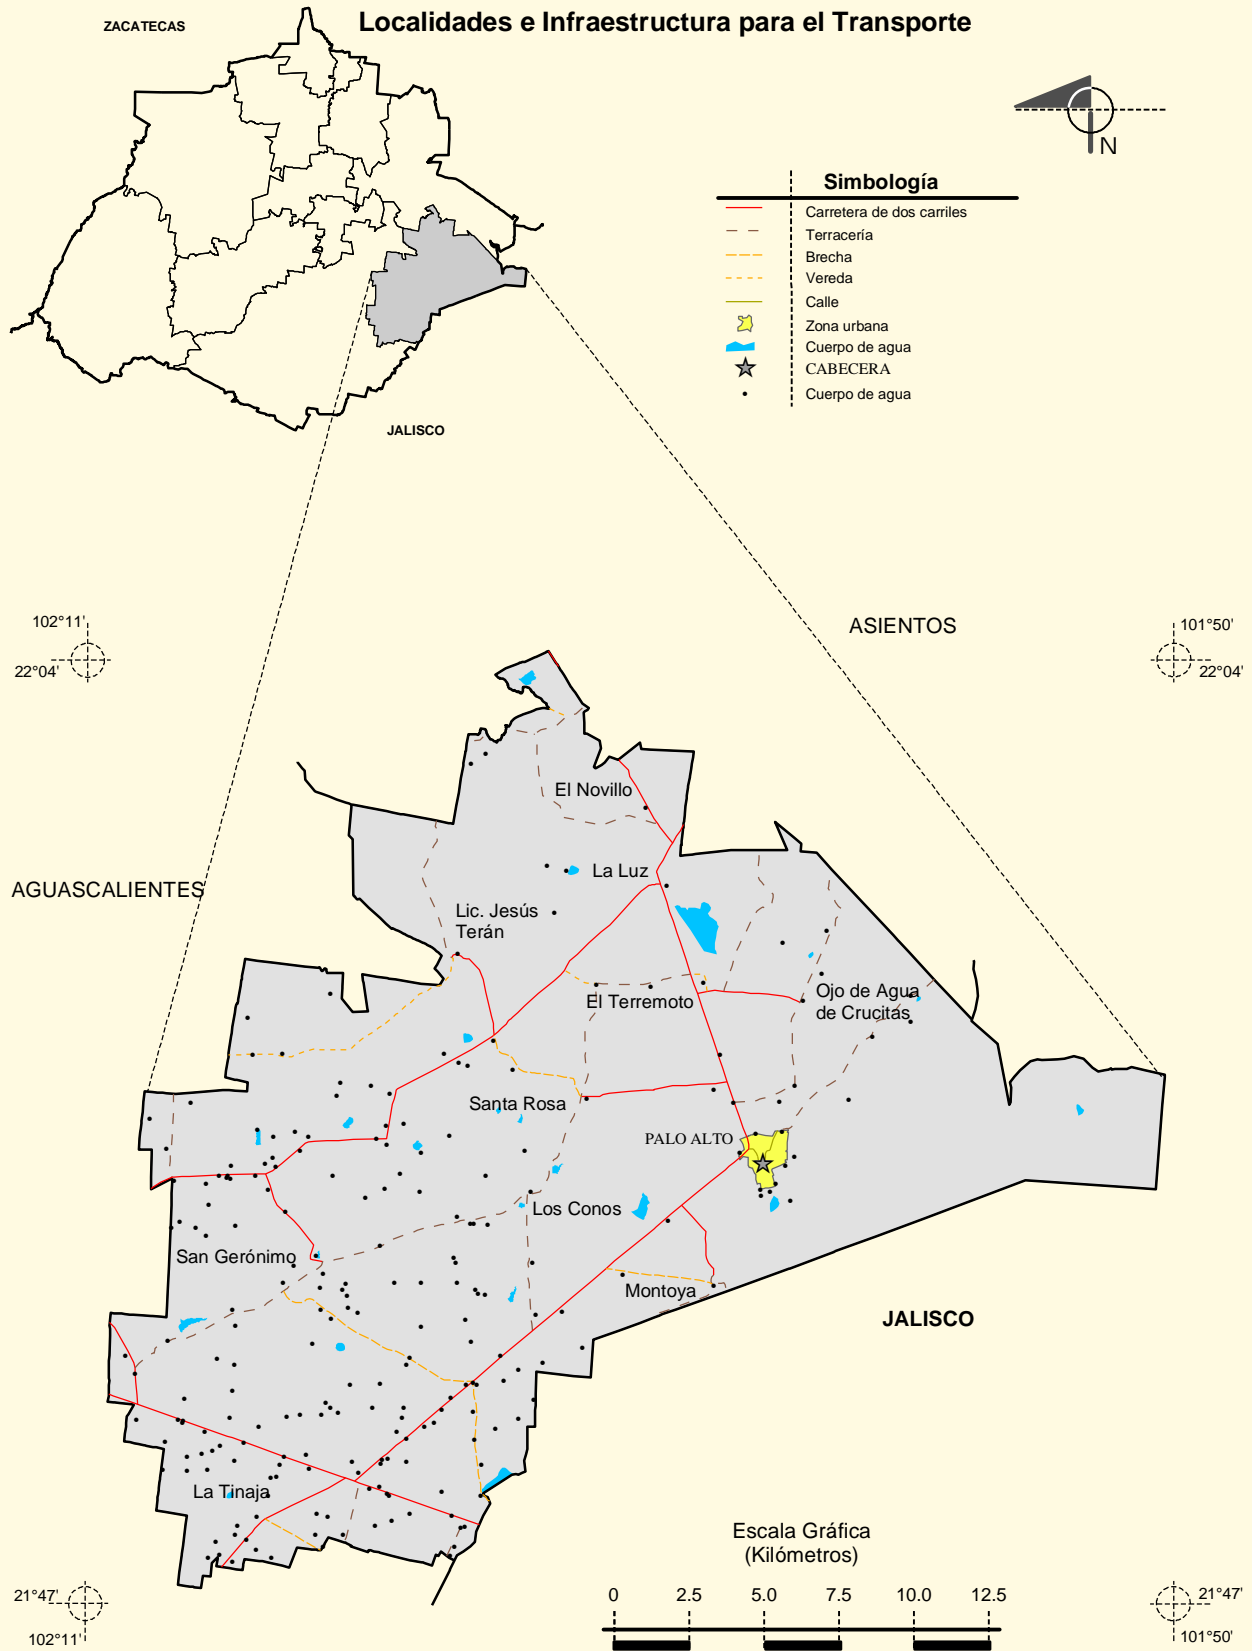 Localidades e Infraestructura para el Transporte
ZACATECAS
N
Simbología
Carretera de dos carriles
Terracería
Brecha
Vereda
Calle
Zona urbana
Cuerpo de agua
CABECERA
Cuerpo de agua
JALISCO
102°11'
22°04'
ASIENTOS
101°50'
22°04'
El Novillo
La Luz
AGUASCALIENTES
Lic. Jesús
Terán
El Terremoto
Ojo de Agua
de Crucitas
Santa Rosa
PALO ALTO
Los Conos
San Gerónimo
Montoya
JALISCO
La Tinaja
Escala Gráfica
(Kilómetros)
0 2.5 5.0 7.5 10.0 12.5
21°47'
102°11'
21°47'
101°50'